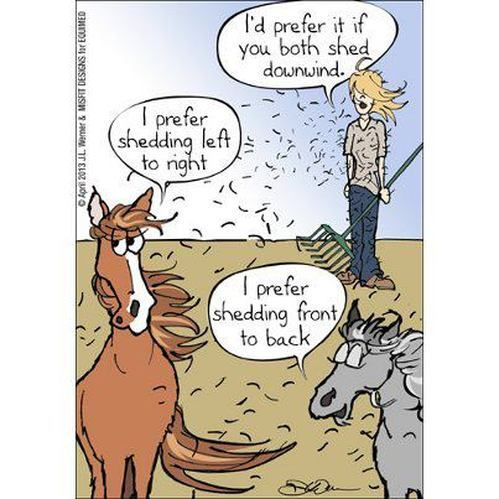 I'd prefer it if
you both shed
downwind.
I prefer
shedding left
to right
I prefer
shedding front
to back
© April 2013 J.L. Werner & MISFIT DESIGNS for EQUIMED